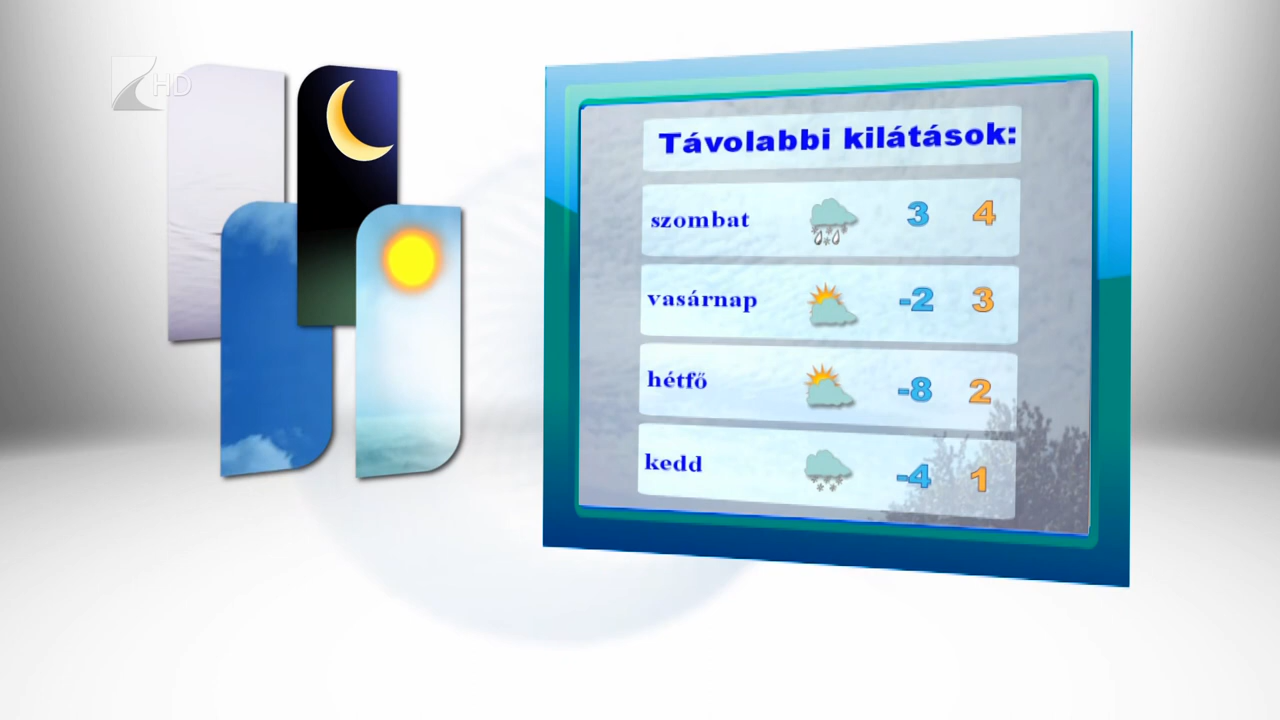 HD
Távolabbi kilátások:
szombat 3 4
vasárnap -2 3
hétfő -8 2
kedd -4 1